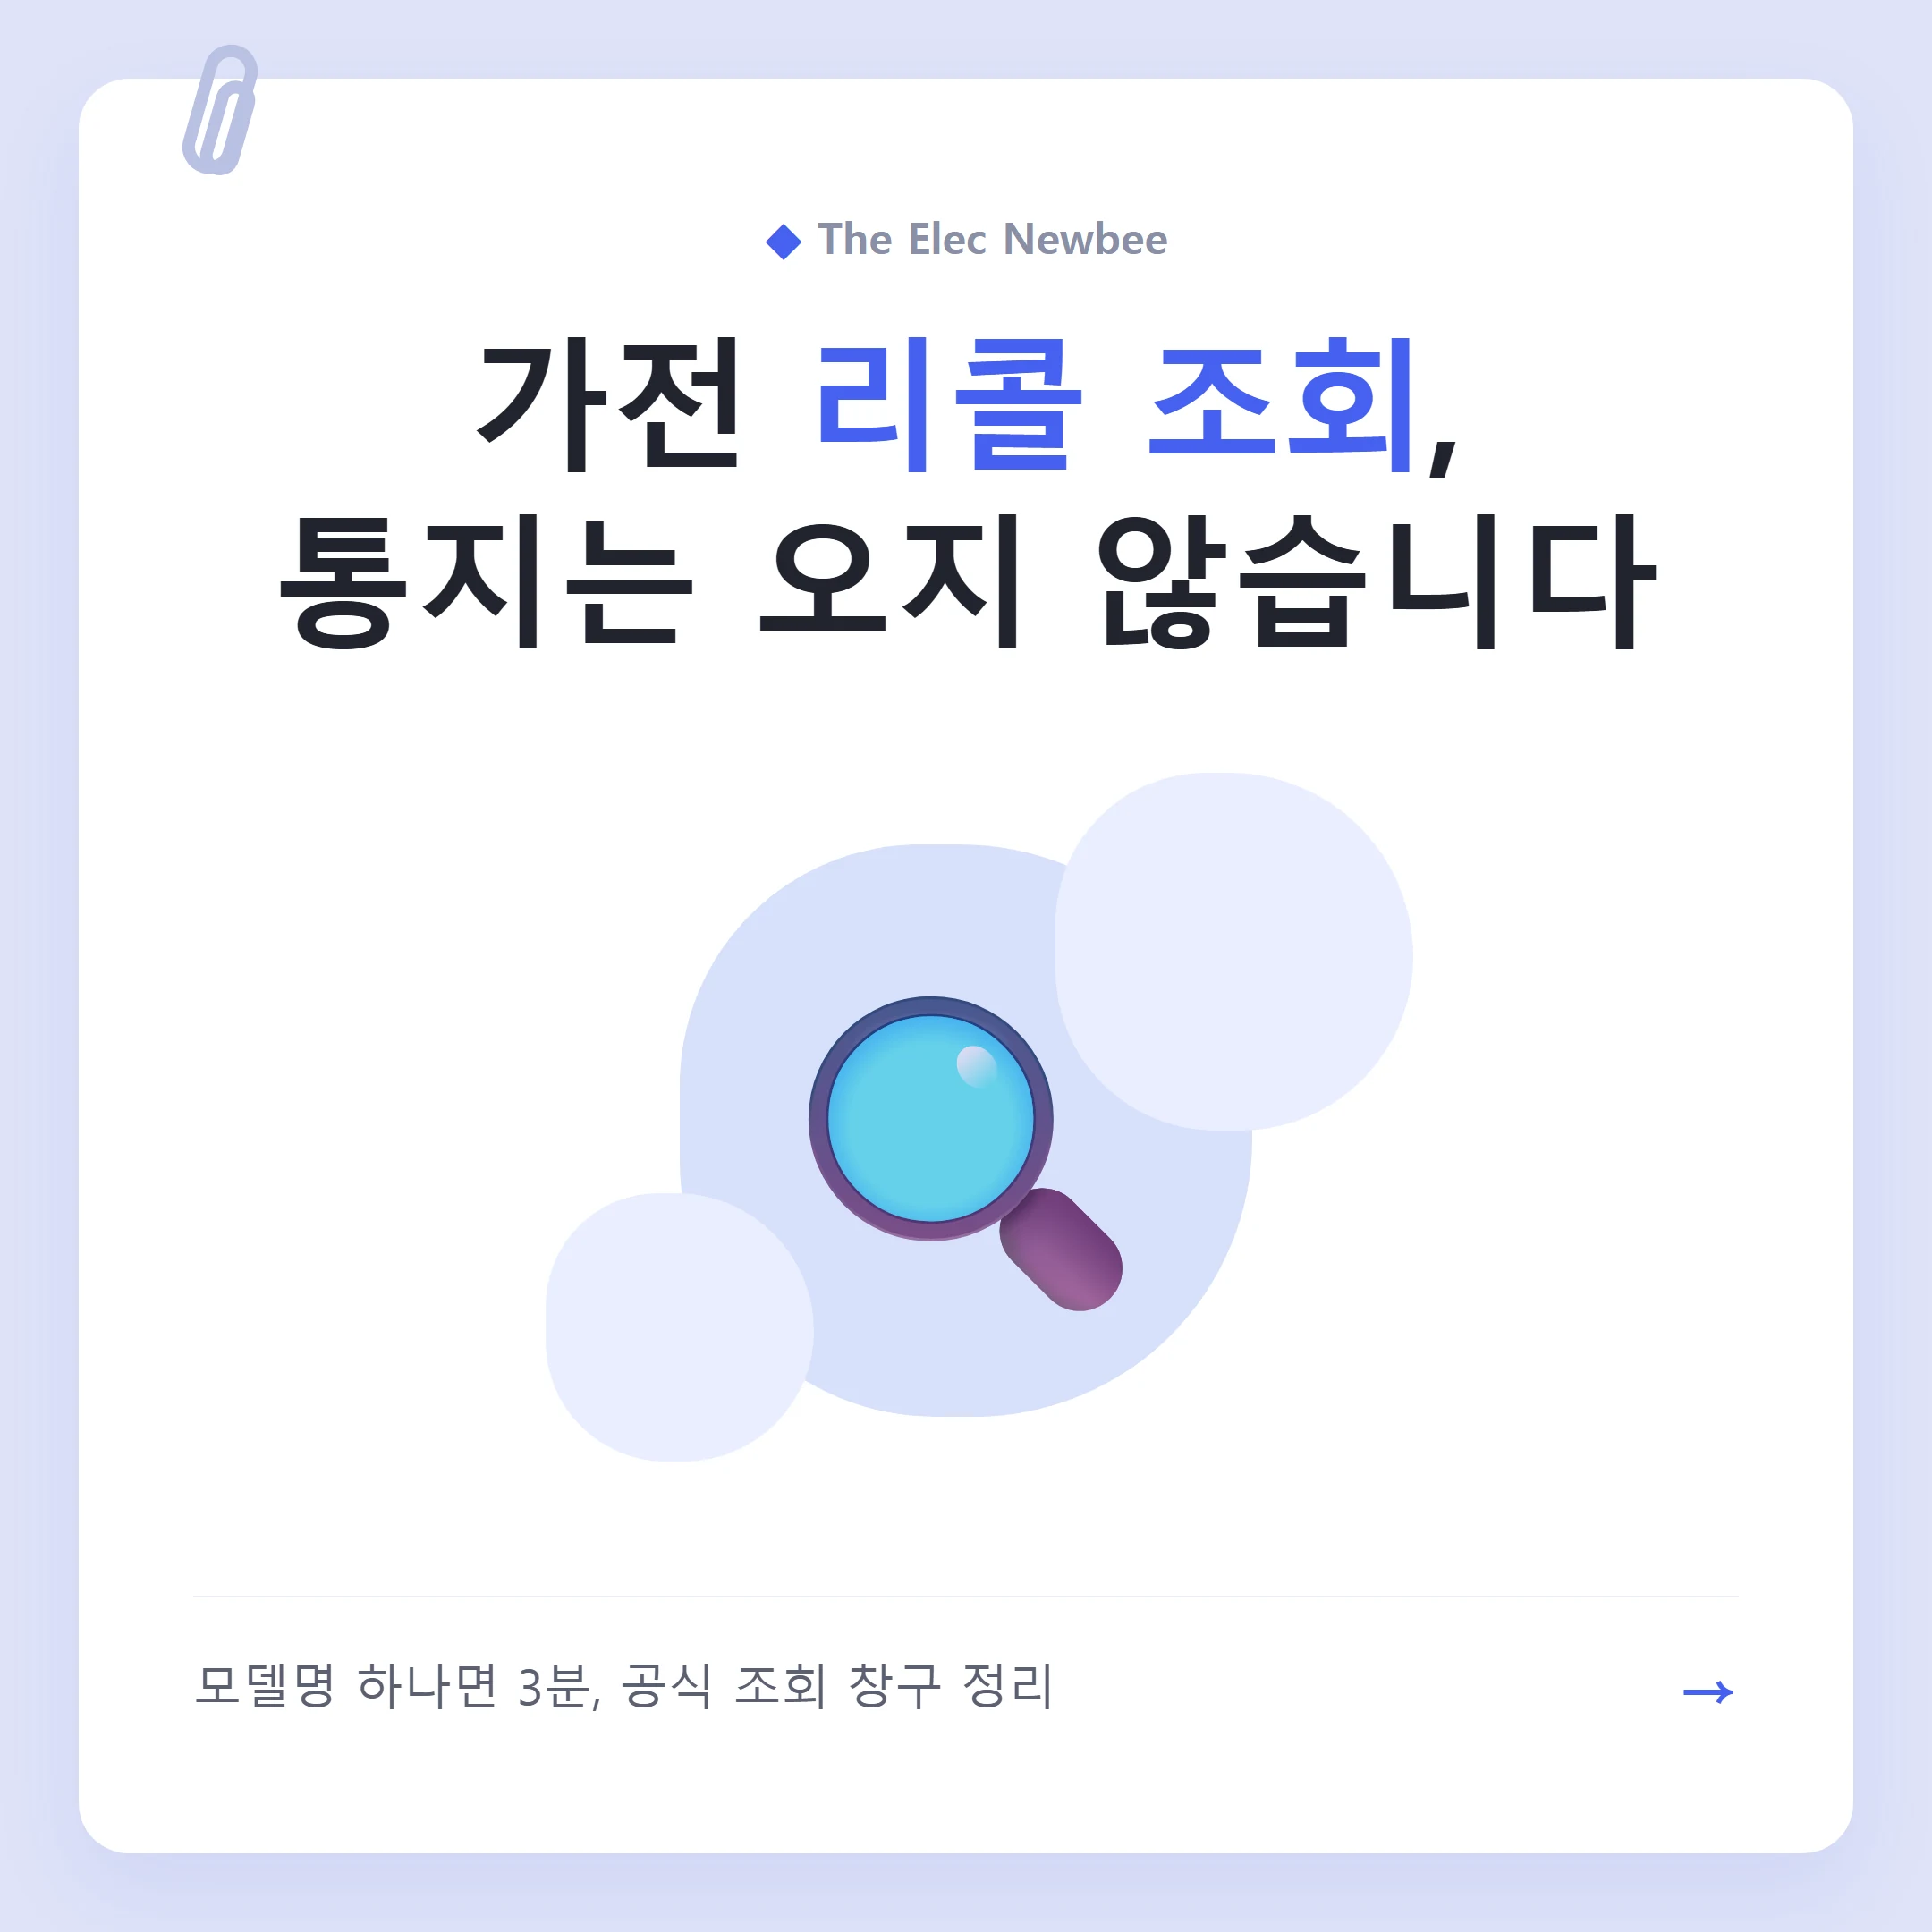 ◆ The Elec Newbee
가전 리콜 조회,
통지는 오지 않습니다
모델명 하나면 3분, 공식 조회 창구 정리 →